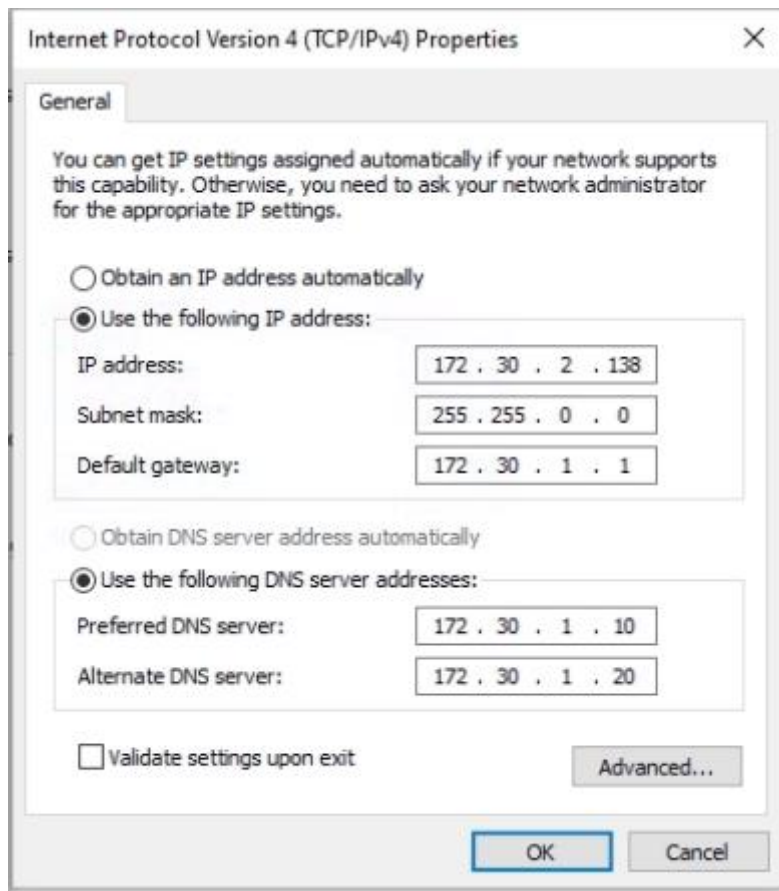 Internet Protocol Version 4 (TCP/IPv4) Properties
General
You can get IP settings assigned automatically if your network supports
this capability. Otherwise, you need to ask your network administrator
for the appropriate IP settings.
Obtain an IP address automatically
Use the following IP address:
IP address: 172 . 30 . 2 . 138
Subnet mask: 255 . 255 . 0 . 0
Default gateway: 172 . 30 . 1 . 1
Obtain DNS server address automatically
Use the following DNS server addresses:
Preferred DNS server: 172 . 30 . 1 . 10
Alternate DNS server: 172 . 30 . 1 . 20
Validate settings upon exit
Advanced...
OK Cancel